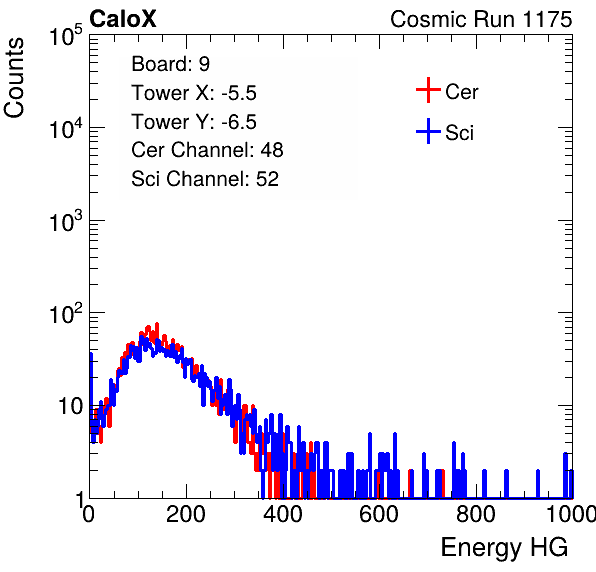 CaloX
Cosmic Run 1175
Counts
10^5
10^4
10^3
10^2
10
1
Board: 9
Tower X: -5.5
Tower Y: -6.5
Cer Channel: 48
Sci Channel: 52
Cer
Sci
0 200 400 600 800 1000
Energy HG